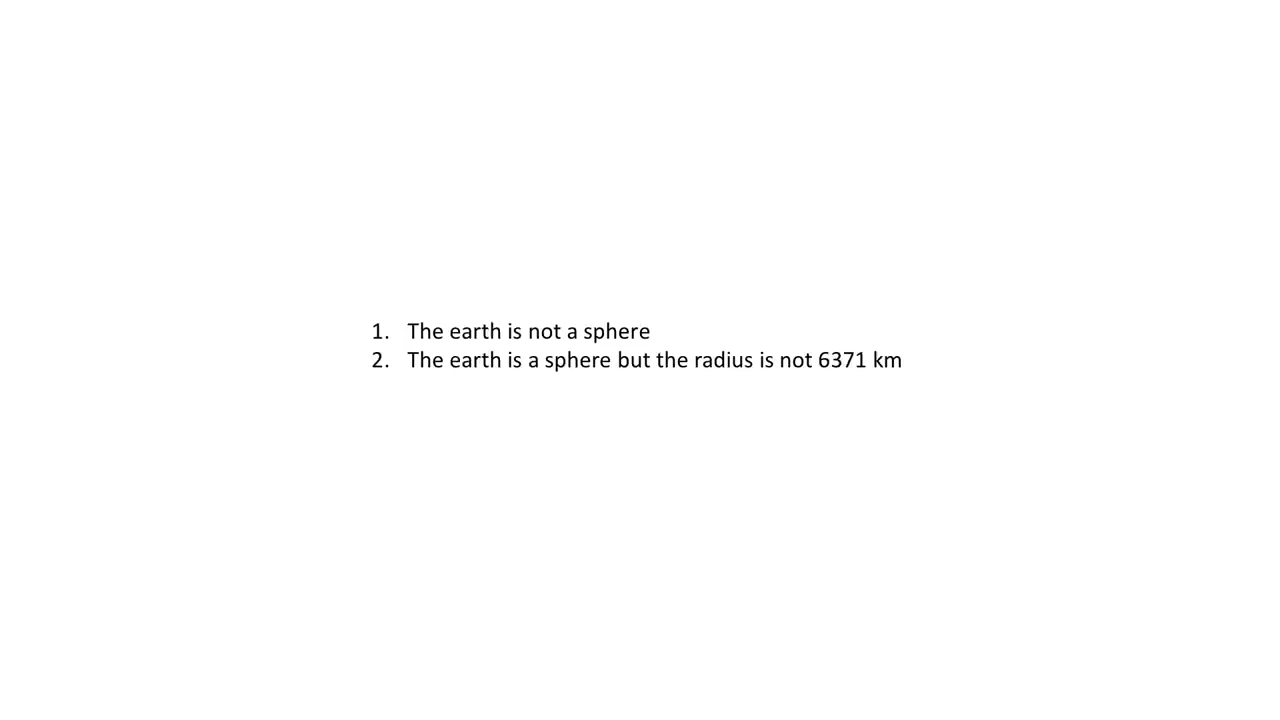 1. The earth is not a sphere
2. The earth is a sphere but the radius is not 6371 km